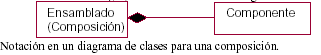 Ensamblado
(Composición)
Componente
Notación en un diagrama de clases para una composición.